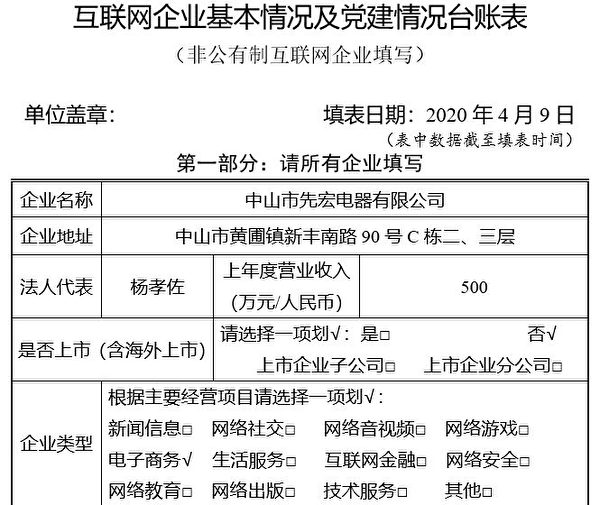 互联网企业基本情况及党建情况台账表
（非公有制互联网企业填写）
单位盖章： 填表日期：2020年4月9日
（表中数据截至填表时间）
第一部分：请所有企业填写
企业名称 中山市先宏电器有限公司
企业地址 中山市黄圃镇新丰南路90号C栋二、三层
法人代表 杨孝佐 上年度营业收入（万元/人民币） 500
是否上市（含海外上市） 请选择一项划√：是□ 否√
上市企业子公司□ 上市企业分公司□
企业类型 根据主要经营项目请选择一项划√：
新闻信息□ 网络社交□ 网络音视频□ 网络游戏□
电子商务√ 生活服务□ 互联网金融□ 网络安全□
网络教育□ 网络出版□ 技术服务□ 其他□